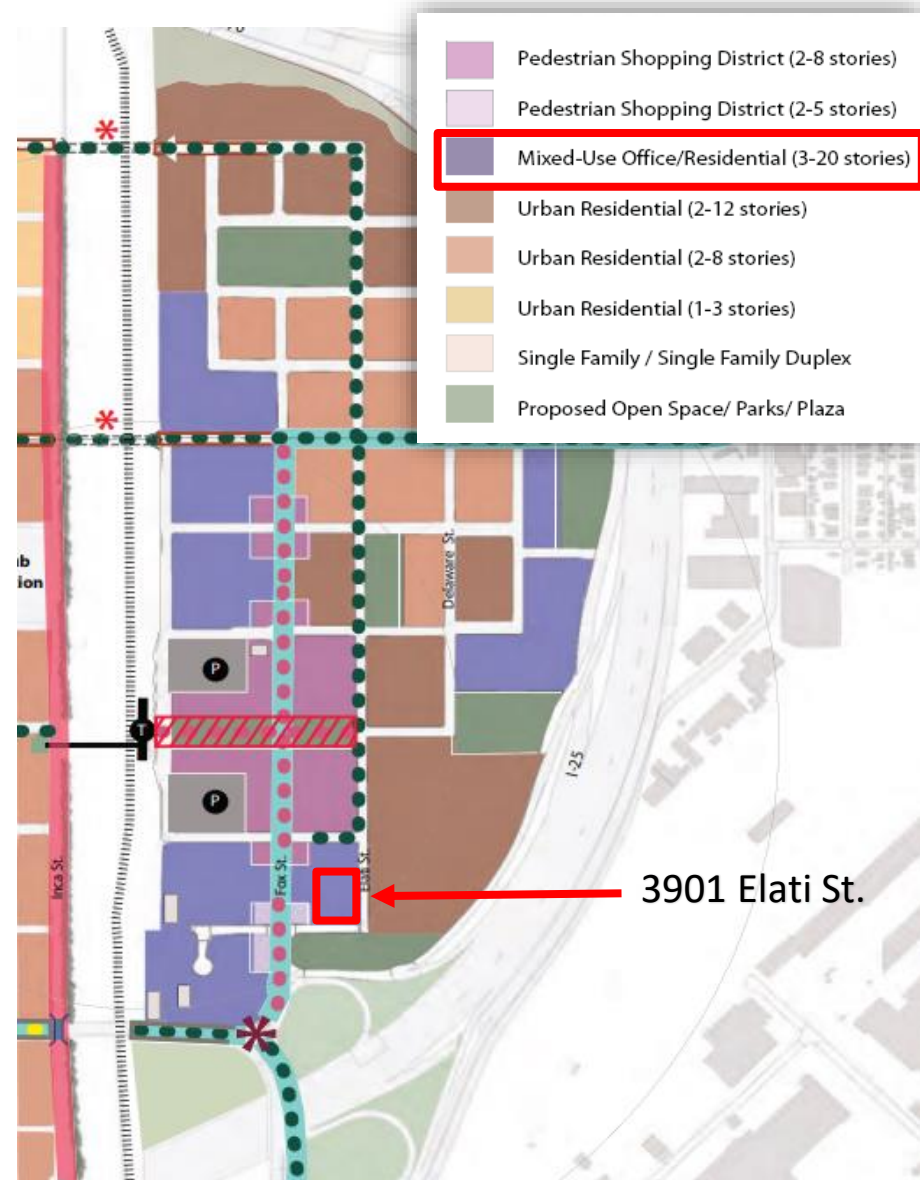 Pedestrian Shopping District (2-8 stories)
Pedestrian Shopping District (2-5 stories)
Mixed-Use Office/Residential (3-20 stories)
Urban Residential (2-12 stories)
Urban Residential (2-8 stories)
Urban Residential (1-3 stories)
Single Family / Single Family Duplex
Proposed Open Space/ Parks/ Plaza
Delaware St.
P
T
I-25
P
Inca St.
Fox St.
Elati St.
3901 Elati St.